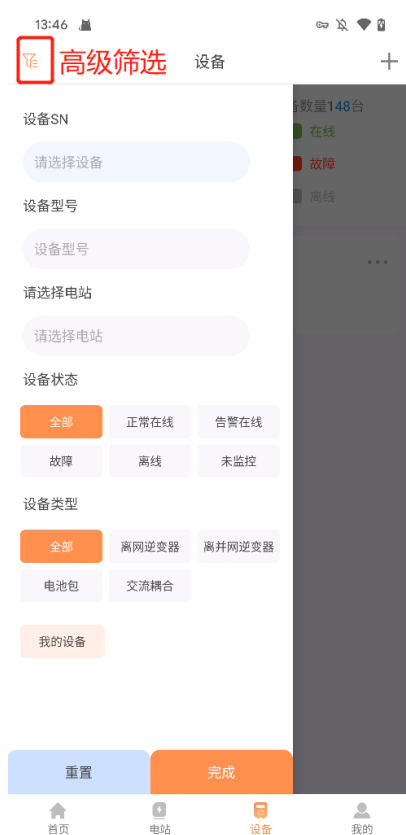 13:46
高级筛选 设备
设备SN
备数量148台
在线
请选择设备
故障
设备型号
离线
设备型号
请选择电站
请选择电站
设备状态
全部 正常在线 告警在线
故障 离线 未监控
设备类型
全部 离网逆变器 离并网逆变器
电池包 交流耦合
我的设备
重置 完成
首页 电站 设备 我的